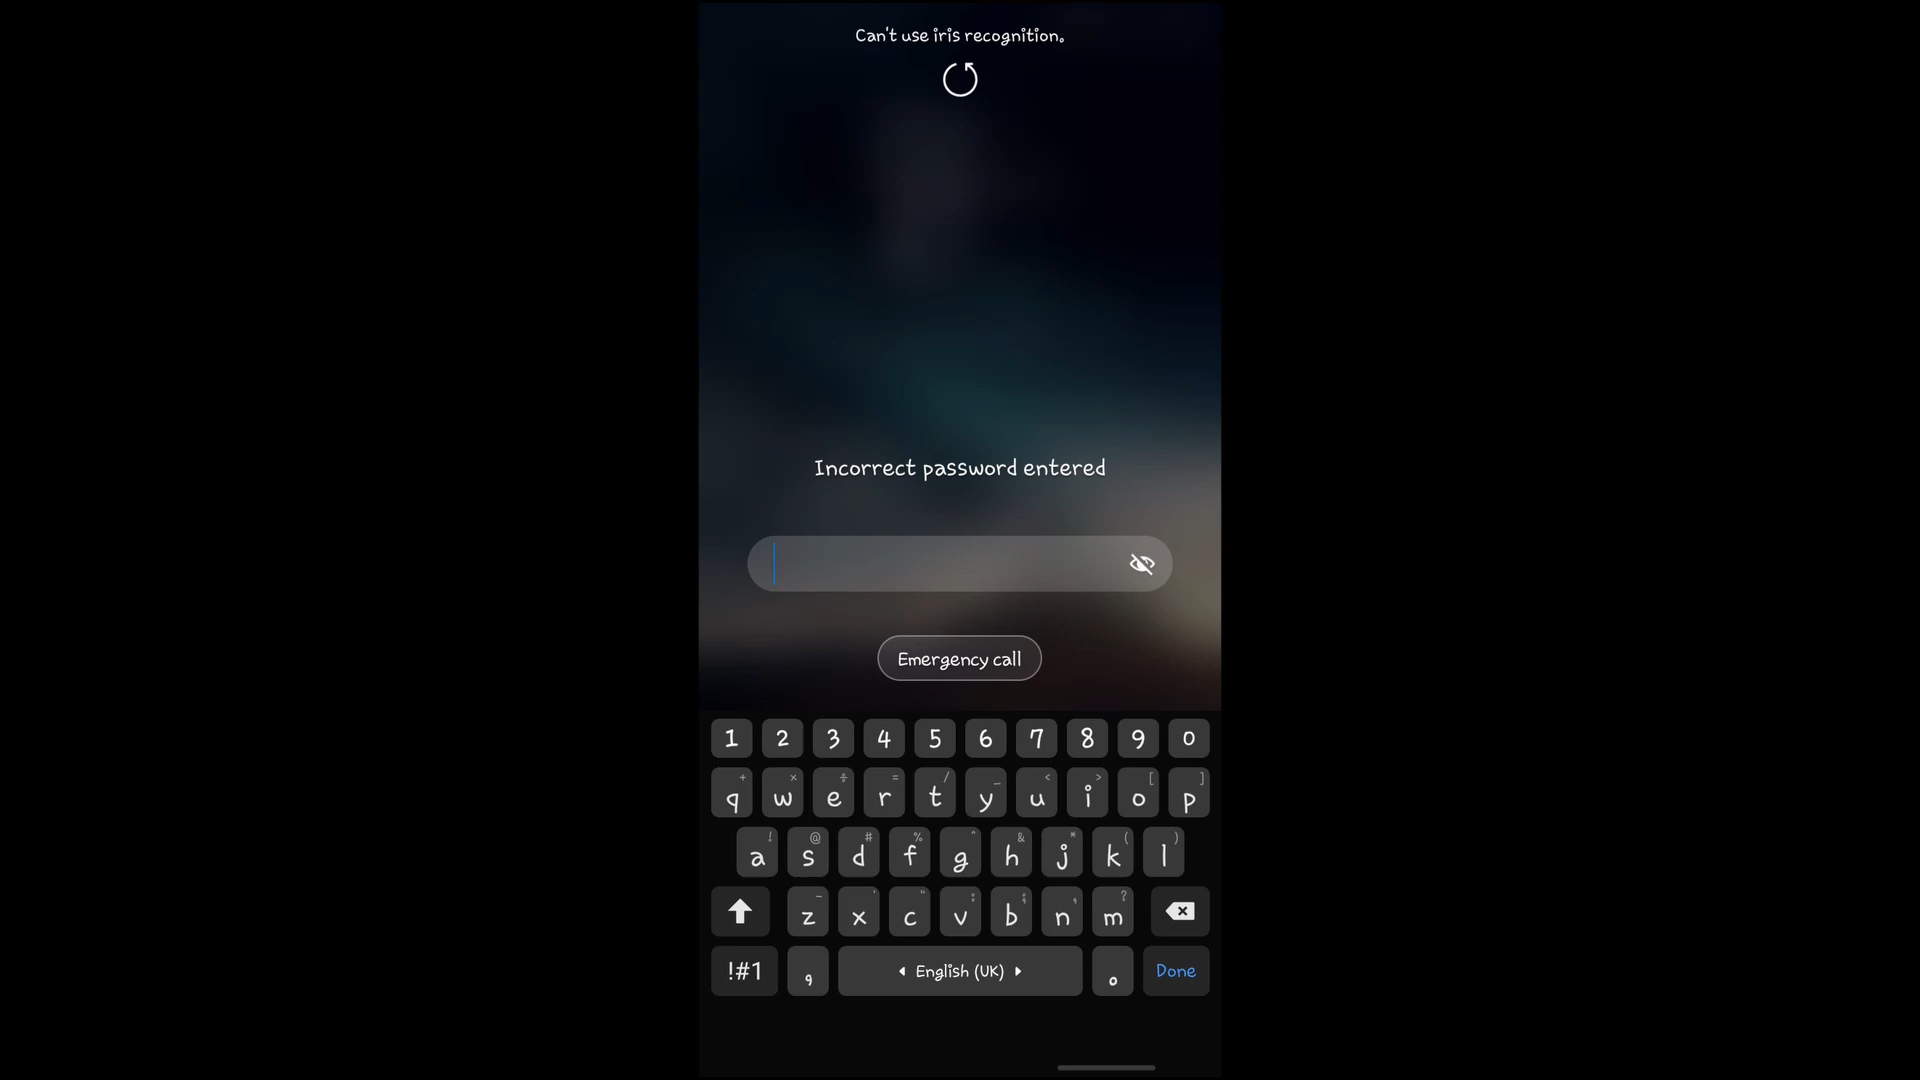 Can't use iris recognition.
Incorrect password entered
Emergency call
1 2 3 4 5 6 7 8 9 0
+ × ÷ = / _ < > [ ]
q w e r t y u i o p
! @ # % ^ & * ( )
a s d f g h j k l
- ' " : ; , ?
z x c v b n m
!#1 , English (UK) . Done